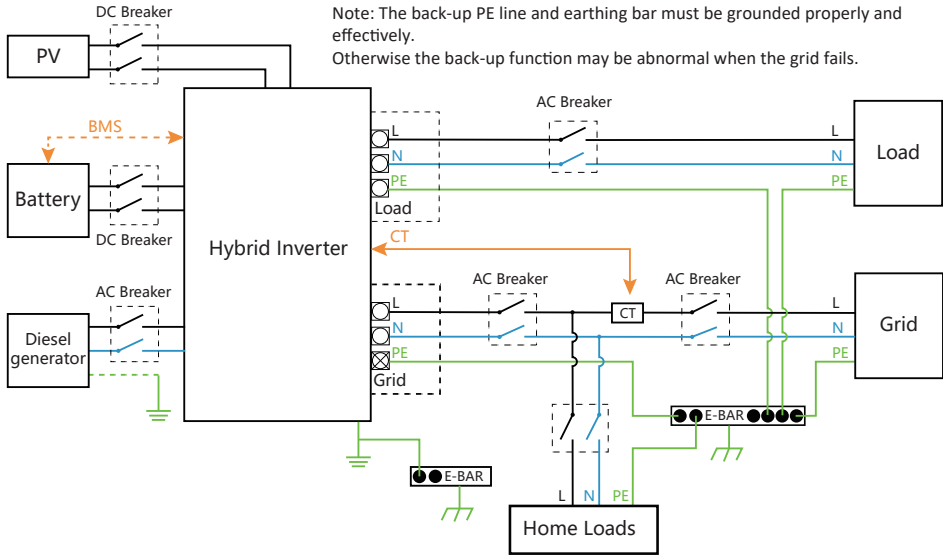 DC Breaker
Note: The back-up PE line and earthing bar must be grounded properly and
effectively.
Otherwise the back-up function may be abnormal when the grid fails.
PV
AC Breaker
BMS
L
L
N
N
Load
Battery
PE
PE
Load
DC Breaker
Hybrid Inverter
CT
AC Breaker
AC Breaker
AC Breaker
L
CT
L
Diesel
generator
N
N
Grid
PE
PE
Grid
E-BAR
E-BAR
L
N
PE
Home Loads